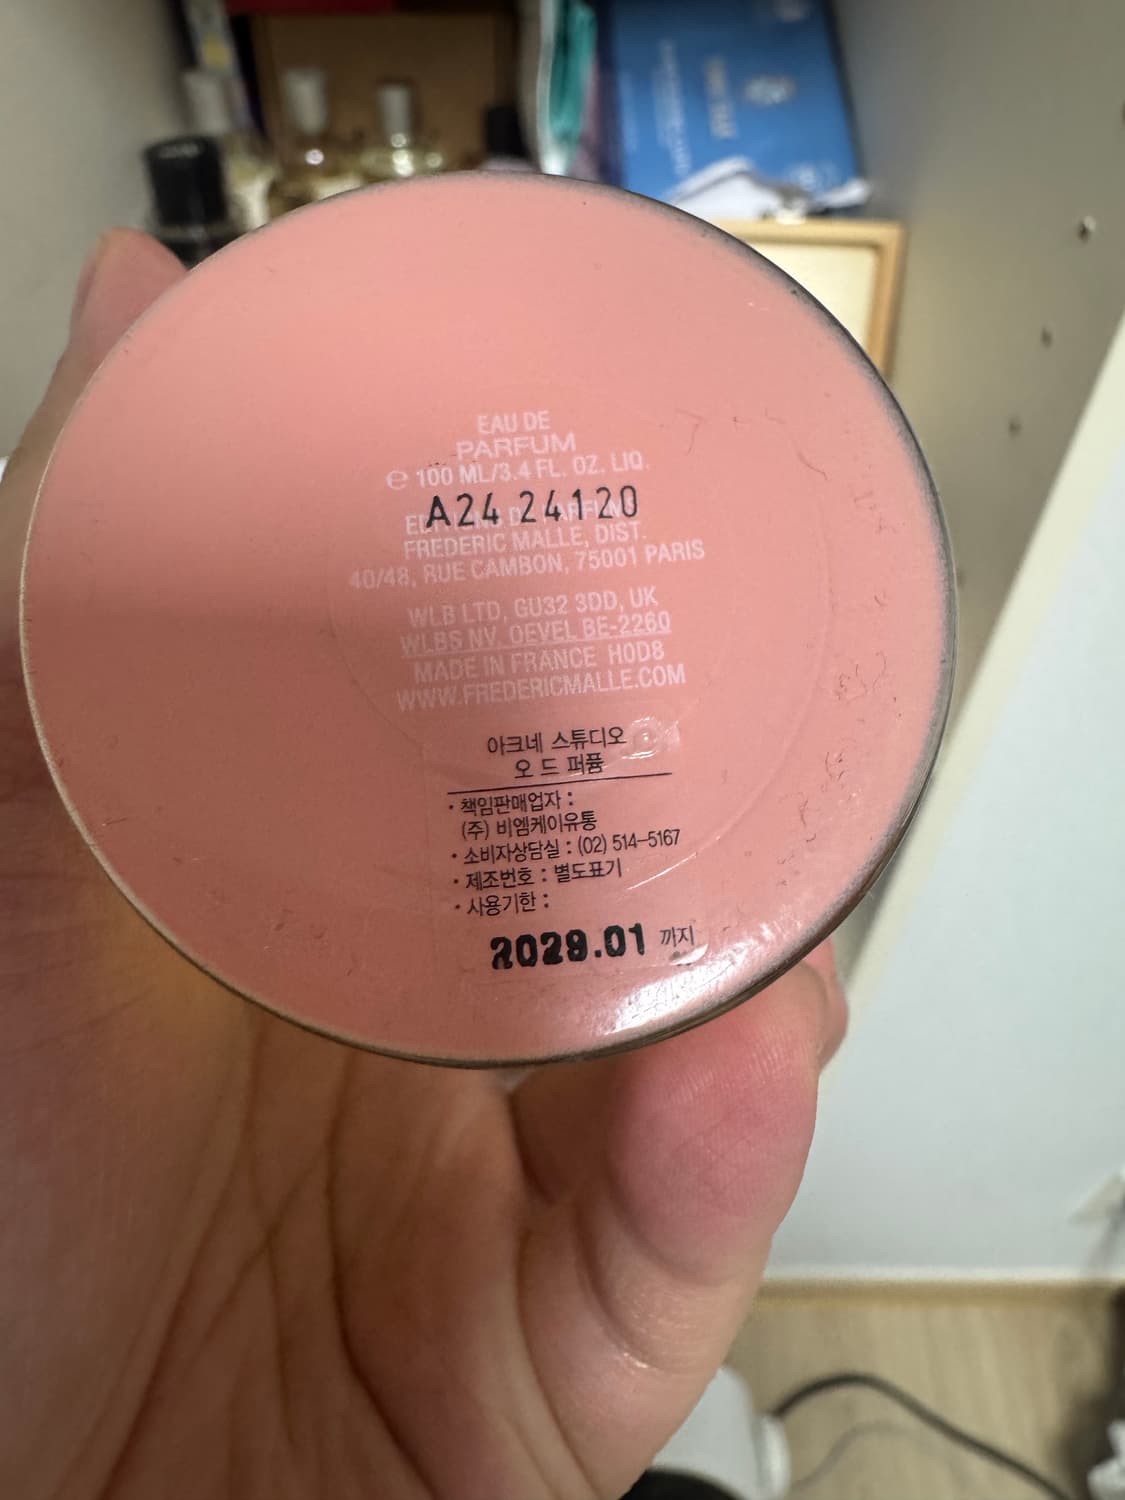 EAU DE
PARFUM
℮ 100 ML/3.4 FL. OZ. LIQ.
A24 24120
EDITIONS DE PARFUMS
FREDERIC MALLE, DIST.
40/48, RUE CAMBON, 75001 PARIS
WLB LTD, GU32 3DD, UK
WLBS NV, OEVEL BE-2260
MADE IN FRANCE H0D8
WWW.FREDERICMALLE.COM
아크네 스튜디오
오 드 퍼퓸
· 책임판매업자 :
(주) 비엠케이유통
· 소비자상담실 : (02) 514-5167
· 제조번호 : 별도표기
· 사용기한 :
2029.01 까지